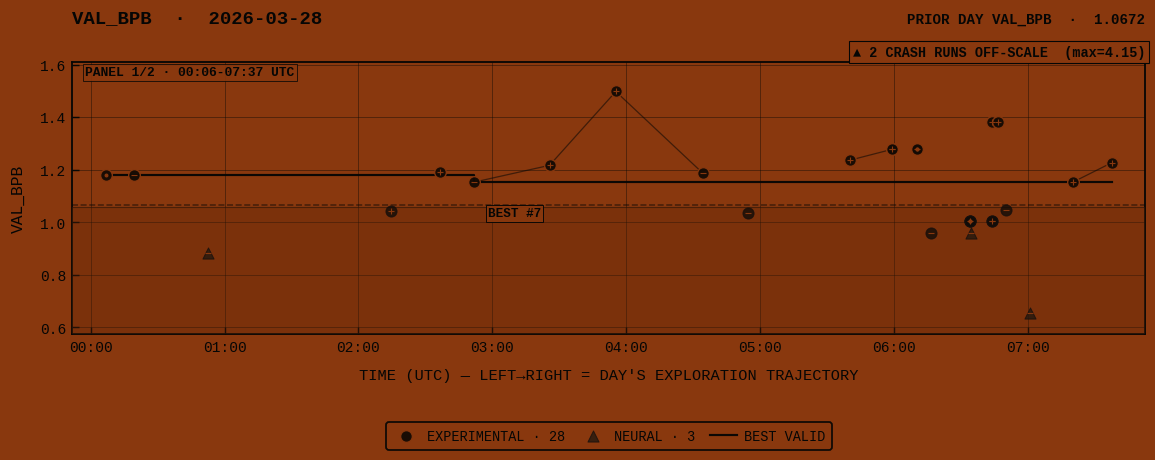 VAL_BPB · 2026-03-28
PRIOR DAY VAL_BPB · 1.0672
▲ 2 CRASH RUNS OFF-SCALE (max=4.15)
PANEL 1/2 · 00:06-07:37 UTC
VAL_BPB
1.6
1.4
1.2
1.0
0.8
0.6
BEST #7
00:00 01:00 02:00 03:00 04:00 05:00 06:00 07:00
TIME (UTC) — LEFT→RIGHT = DAY'S EXPLORATION TRAJECTORY
EXPERIMENTAL · 28 NEURAL · 3 BEST VALID